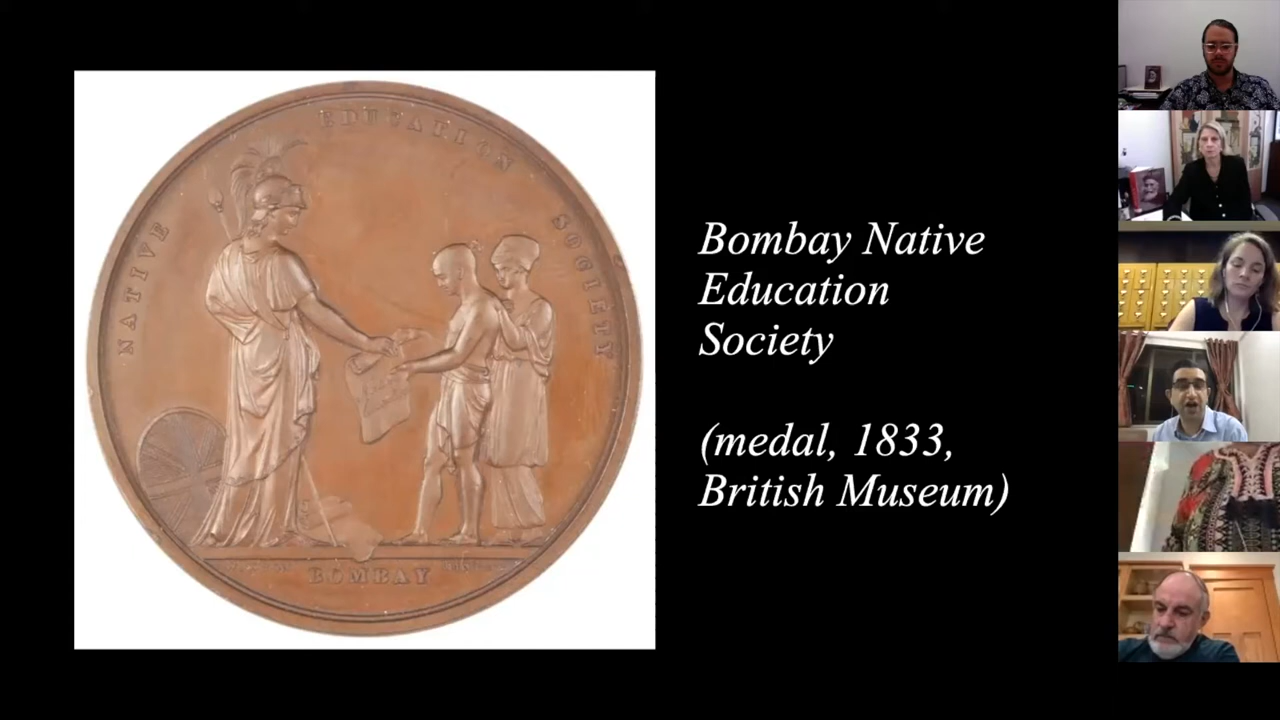 NATIVE EDUCATION SOCIETY
BOMBAY
Bombay Native
Education
Society
(medal, 1833,
British Museum)